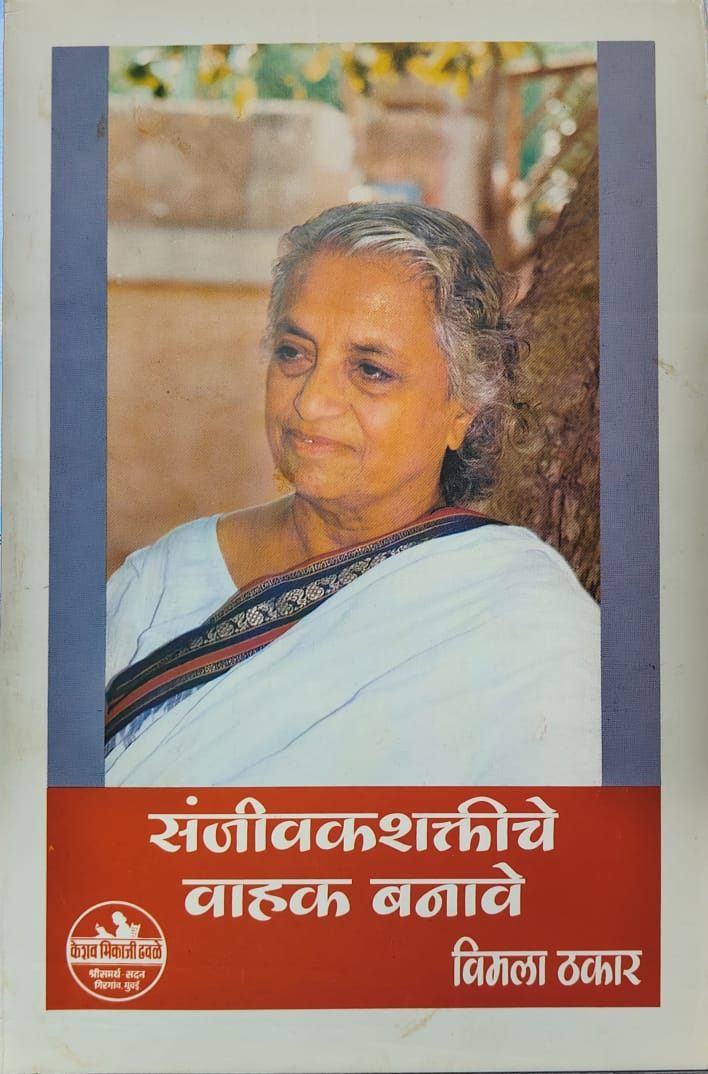 संजीवकशक्तीचे
वाहक बनावे
विमला ठकार
केशव भिकाजी ढवळे
श्रीसमर्थ-सदन
गिरगांव, मुंबई.